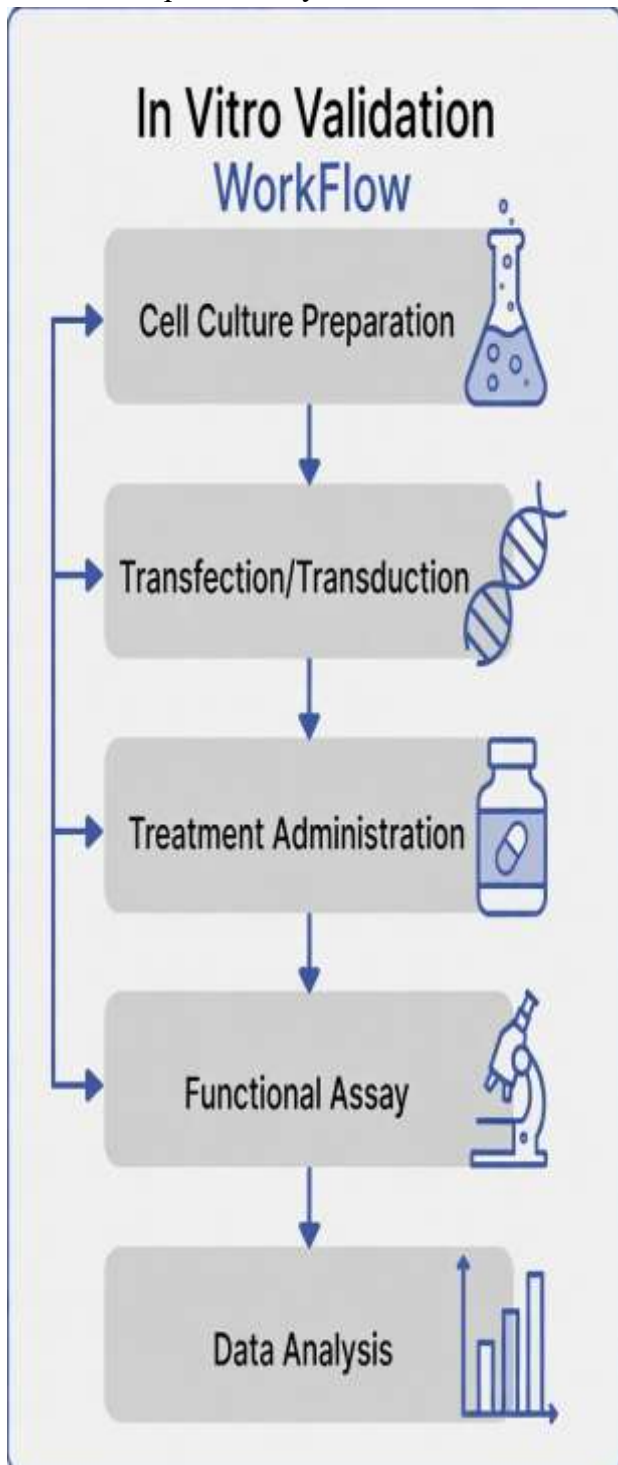 In Vitro Validation
WorkFlow
Cell Culture Preparation
Transfection/Transduction
Treatment Administration
Functional Assay
Data Analysis